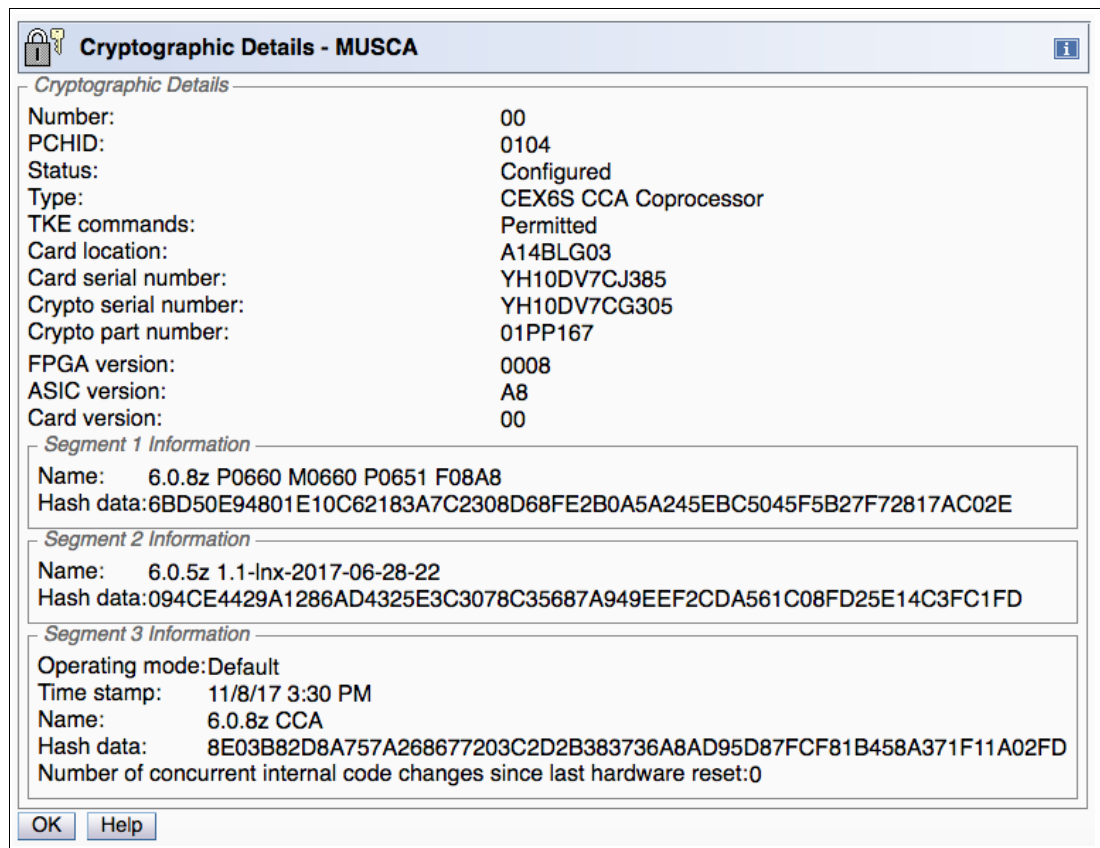 Cryptographic Details - MUSCA
Cryptographic Details
Number: 00
PCHID: 0104
Status: Configured
Type: CEX6S CCA Coprocessor
TKE commands: Permitted
Card location: A14BLG03
Card serial number: YH10DV7CJ385
Crypto serial number: YH10DV7CG305
Crypto part number: 01PP167
FPGA version: 0008
ASIC version: A8
Card version: 00
Segment 1 Information
Name: 6.0.8z P0660 M0660 P0651 F08A8
Hash data:6BD50E94801E10C62183A7C2308D68FE2B0A5A245EBC5045F5B27F72817AC02E
Segment 2 Information
Name: 6.0.5z 1.1-lnx-2017-06-28-22
Hash data:094CE4429A1286AD4325E3C3078C35687A949EEF2CDA561C08FD25E14C3FC1FD
Segment 3 Information
Operating mode:Default
Time stamp: 11/8/17 3:30 PM
Name: 6.0.8z CCA
Hash data: 8E03B82D8A757A268677203C2D2B383736A8AD95D87FCF81B458A371F11A02FD
Number of concurrent internal code changes since last hardware reset:0
OK Help